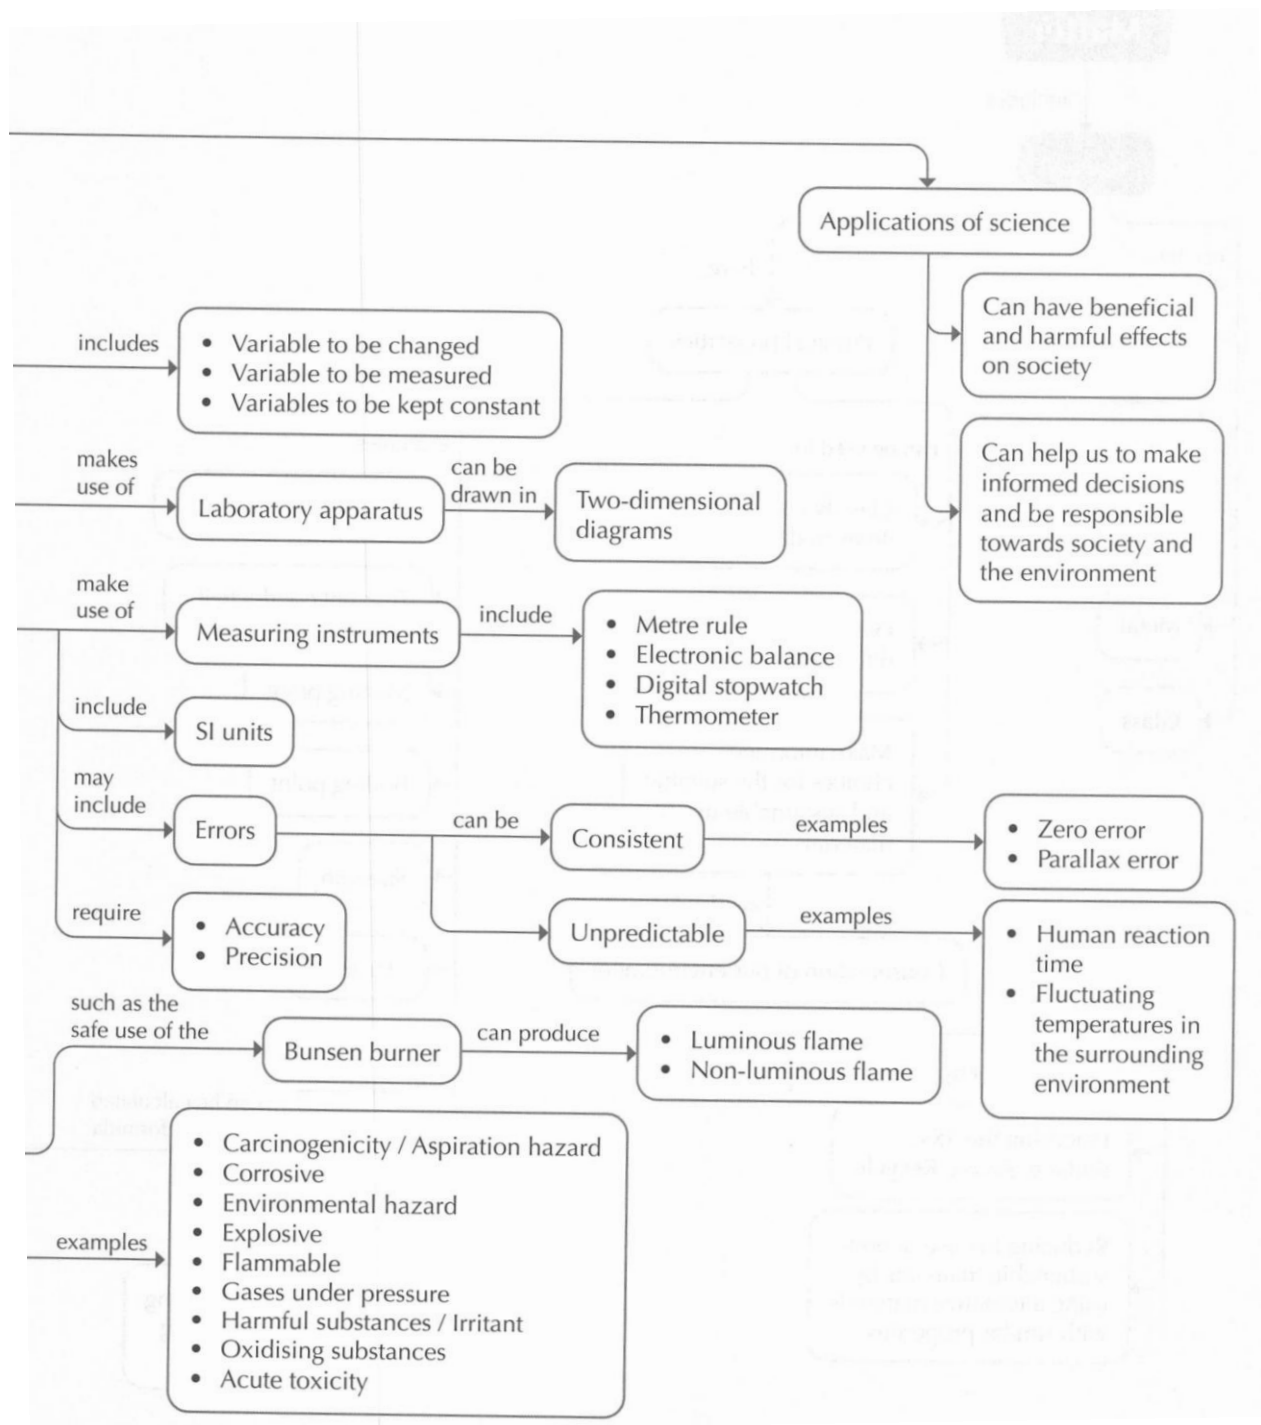 Applications of science
Can have beneficial
and harmful effects
on society
Can help us to make
informed decisions
and be responsible
towards society and
the environment
includes
• Variable to be changed
• Variable to be measured
• Variables to be kept constant
makes
use of
Laboratory apparatus
can be
drawn in
Two-dimensional
diagrams
make
use of
Measuring instruments
include
• Metre rule
• Electronic balance
• Digital stopwatch
• Thermometer
include
SI units
may
include
Errors
can be
Consistent
examples
• Zero error
• Parallax error
Unpredictable
examples
• Human reaction
time
• Fluctuating
temperatures in
the surrounding
environment
require
• Accuracy
• Precision
such as the
safe use of the
Bunsen burner
can produce
• Luminous flame
• Non-luminous flame
examples
• Carcinogenicity / Aspiration hazard
• Corrosive
• Environmental hazard
• Explosive
• Flammable
• Gases under pressure
• Harmful substances / Irritant
• Oxidising substances
• Acute toxicity